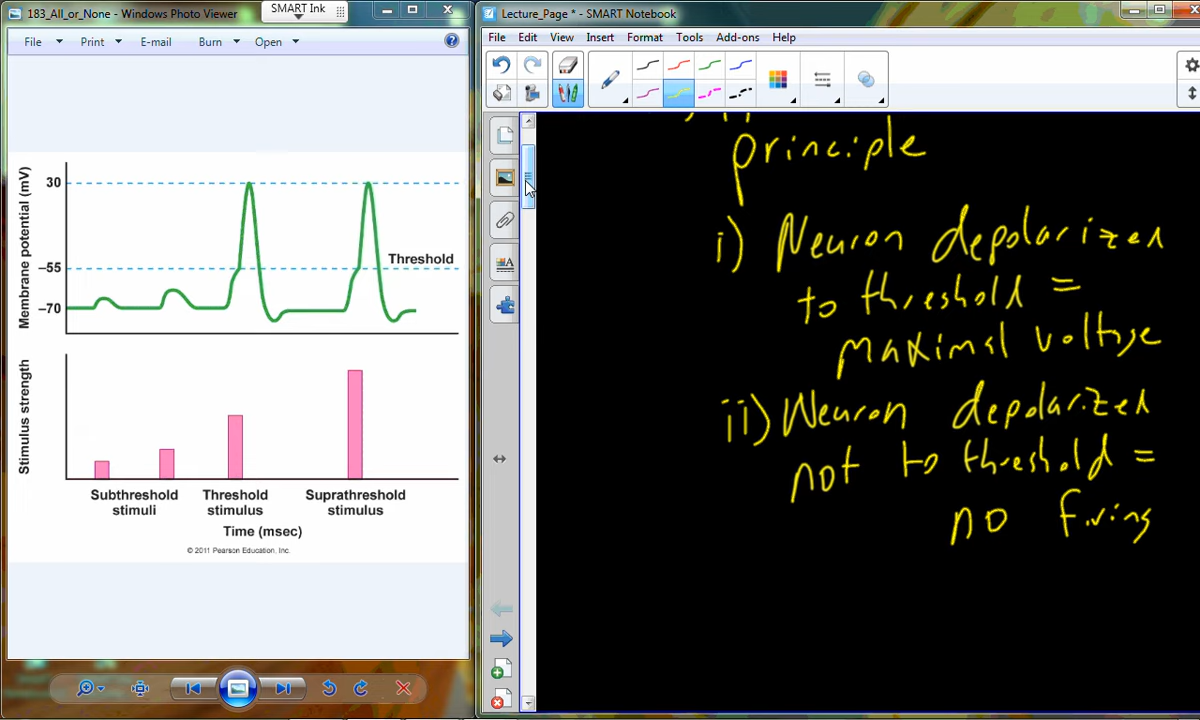 183_All_or_None - Windows Photo Viewer
SMART Ink
File Print E-mail Burn Open
30
-55
-70
Membrane potential (mV)
Threshold
Stimulus strength
Subthreshold
stimuli
Threshold
stimulus
Suprathreshold
stimulus
Time (msec)
© 2011 Pearson Education, Inc.
Lecture_Page * - SMART Notebook
File Edit View Insert Format Tools Add-ons Help
principle
i) Neuron depolarized
to threshold =
maximal voltage
ii) Neuron depolarized
not to threshold =
no firing